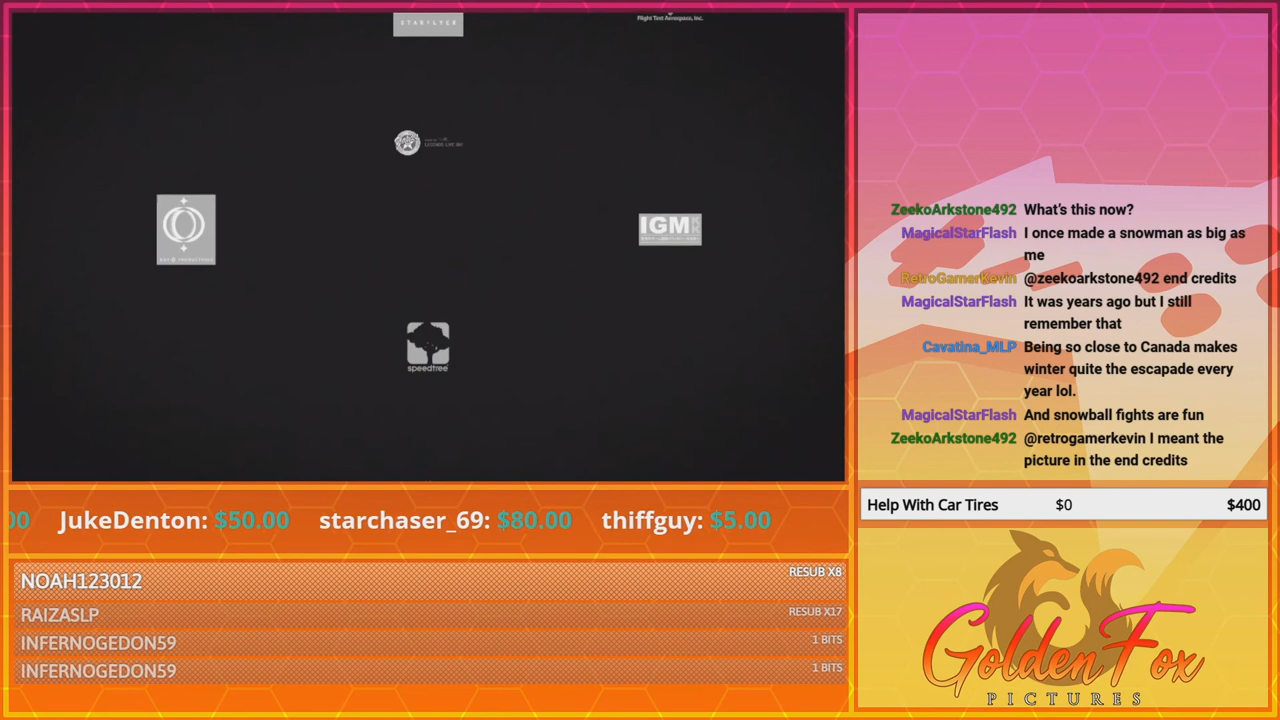 STARFLYER
Flight Test Aerospace, Inc.
IGM
speedtree
ZeekoArkstone492 What's this now?
MagicalStarFlash I once made a snowman as big as
me
RetroGamerKevin @zeekoarkstone492 end credits
MagicalStarFlash It was years ago but I still
remember that
Cavatina_MLP Being so close to Canada makes
winter quite the escapade every
year lol.
MagicalStarFlash And snowball fights are fun
ZeekoArkstone492 @retrogamerkevin I meant the
picture in the end credits
Help With Car Tires $0 $400
00 JukeDenton: $50.00 starchaser_69: $80.00 thiffguy: $5.00
NOAH123012 RESUB X8
RAIZASLP RESUB X17
INFERNOGEDON59 1 BITS
INFERNOGEDON59 1 BITS
GoldenFox
PICTURES